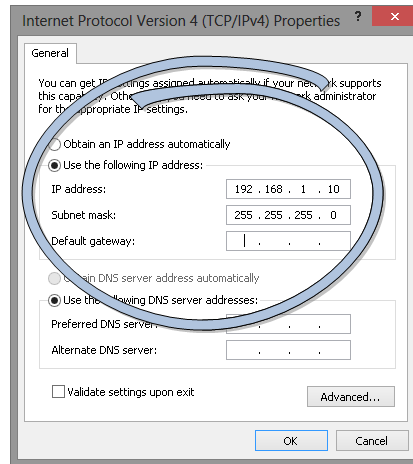 Internet Protocol Version 4 (TCP/IPv4) Properties ? ×
General
You can get IP settings assigned automatically if your network supports
this capability. Othe need to ask your network administrator
for the appropriate IP settings.
Obtain an IP address automatically
Use the following IP address:
IP address: 192 . 168 . 1 . 10
Subnet mask: 255 . 255 . 255 . 0
Default gateway: . . .
Obtain DNS server address automatically
Use the following DNS server addresses:
Preferred DNS server: . . .
Alternate DNS server: . . .
Validate settings upon exit
Advanced...
OK Cancel